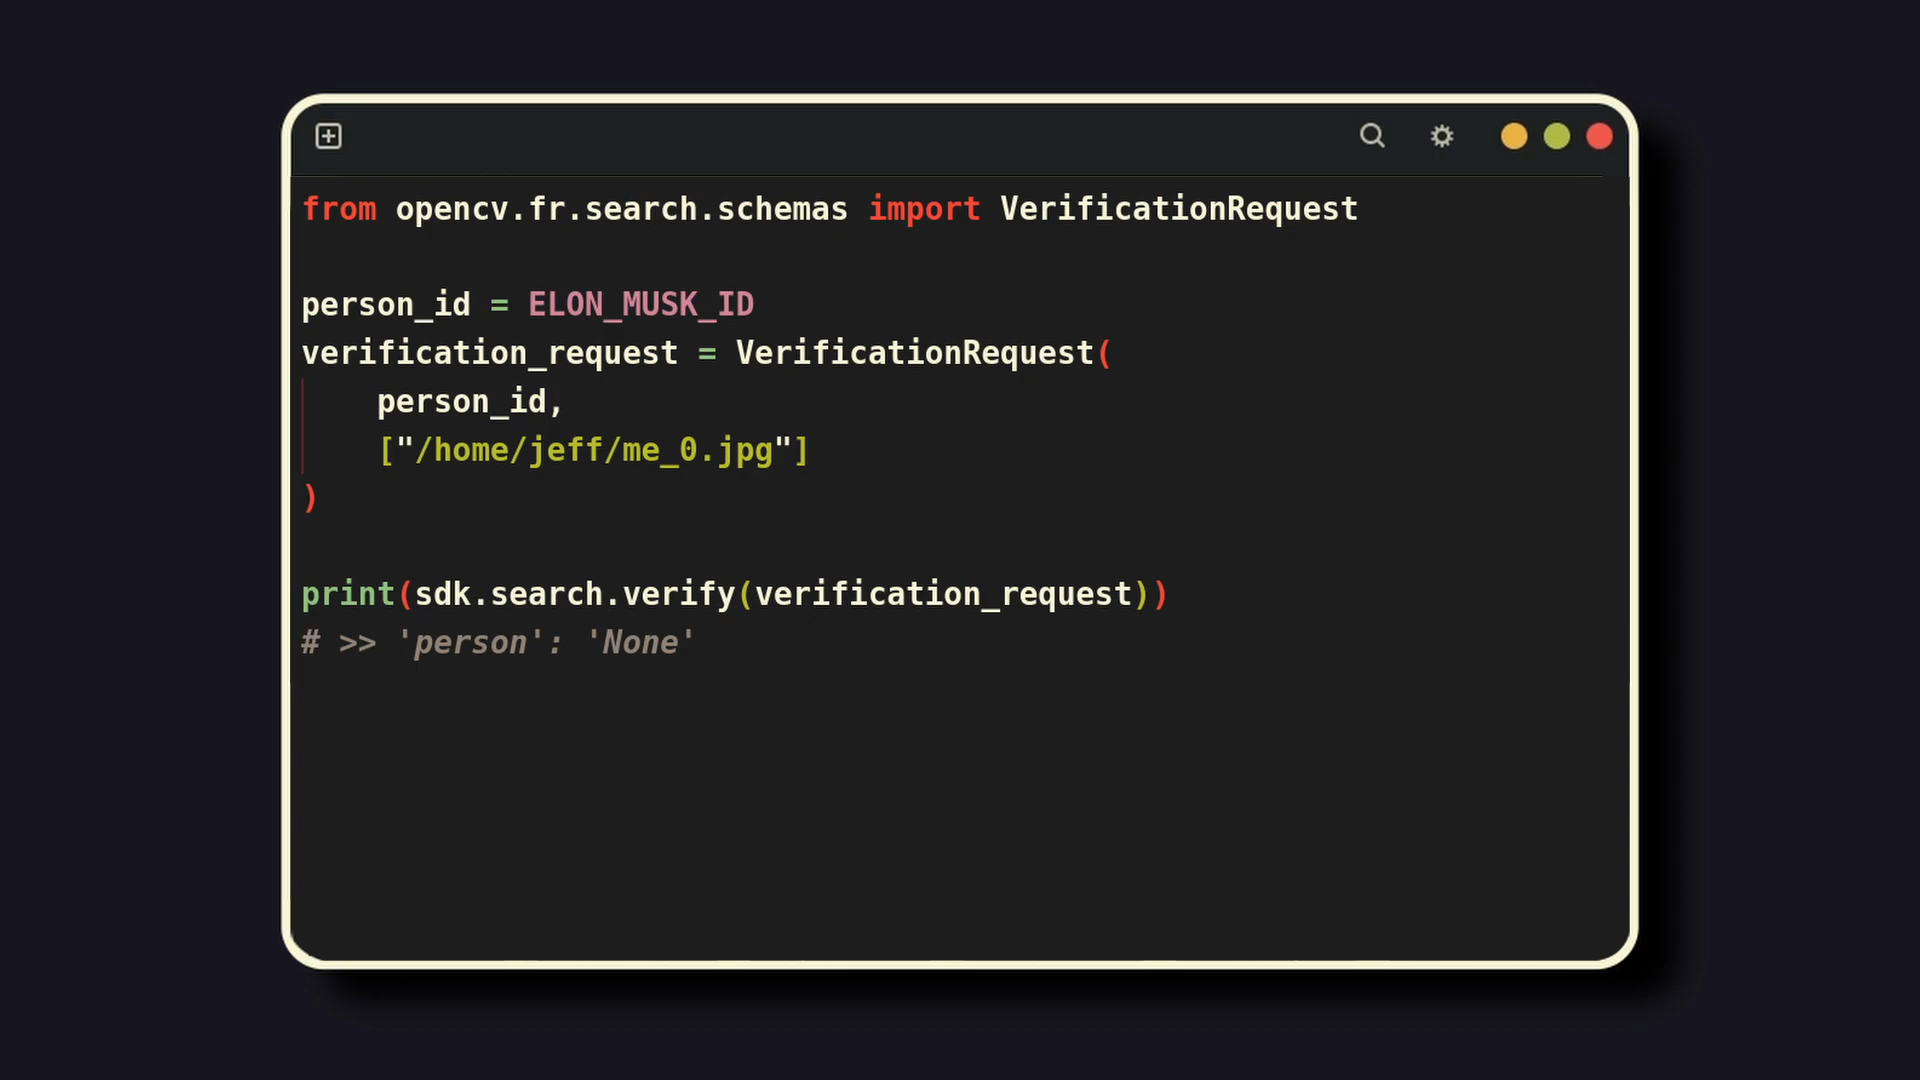 from opencv.fr.search.schemas import VerificationRequest
person_id = ELON_MUSK_ID
verification_request = VerificationRequest(
    person_id,
    ["/home/jeff/me_0.jpg"]
)
print(sdk.search.verify(verification_request))
# >> 'person': 'None'